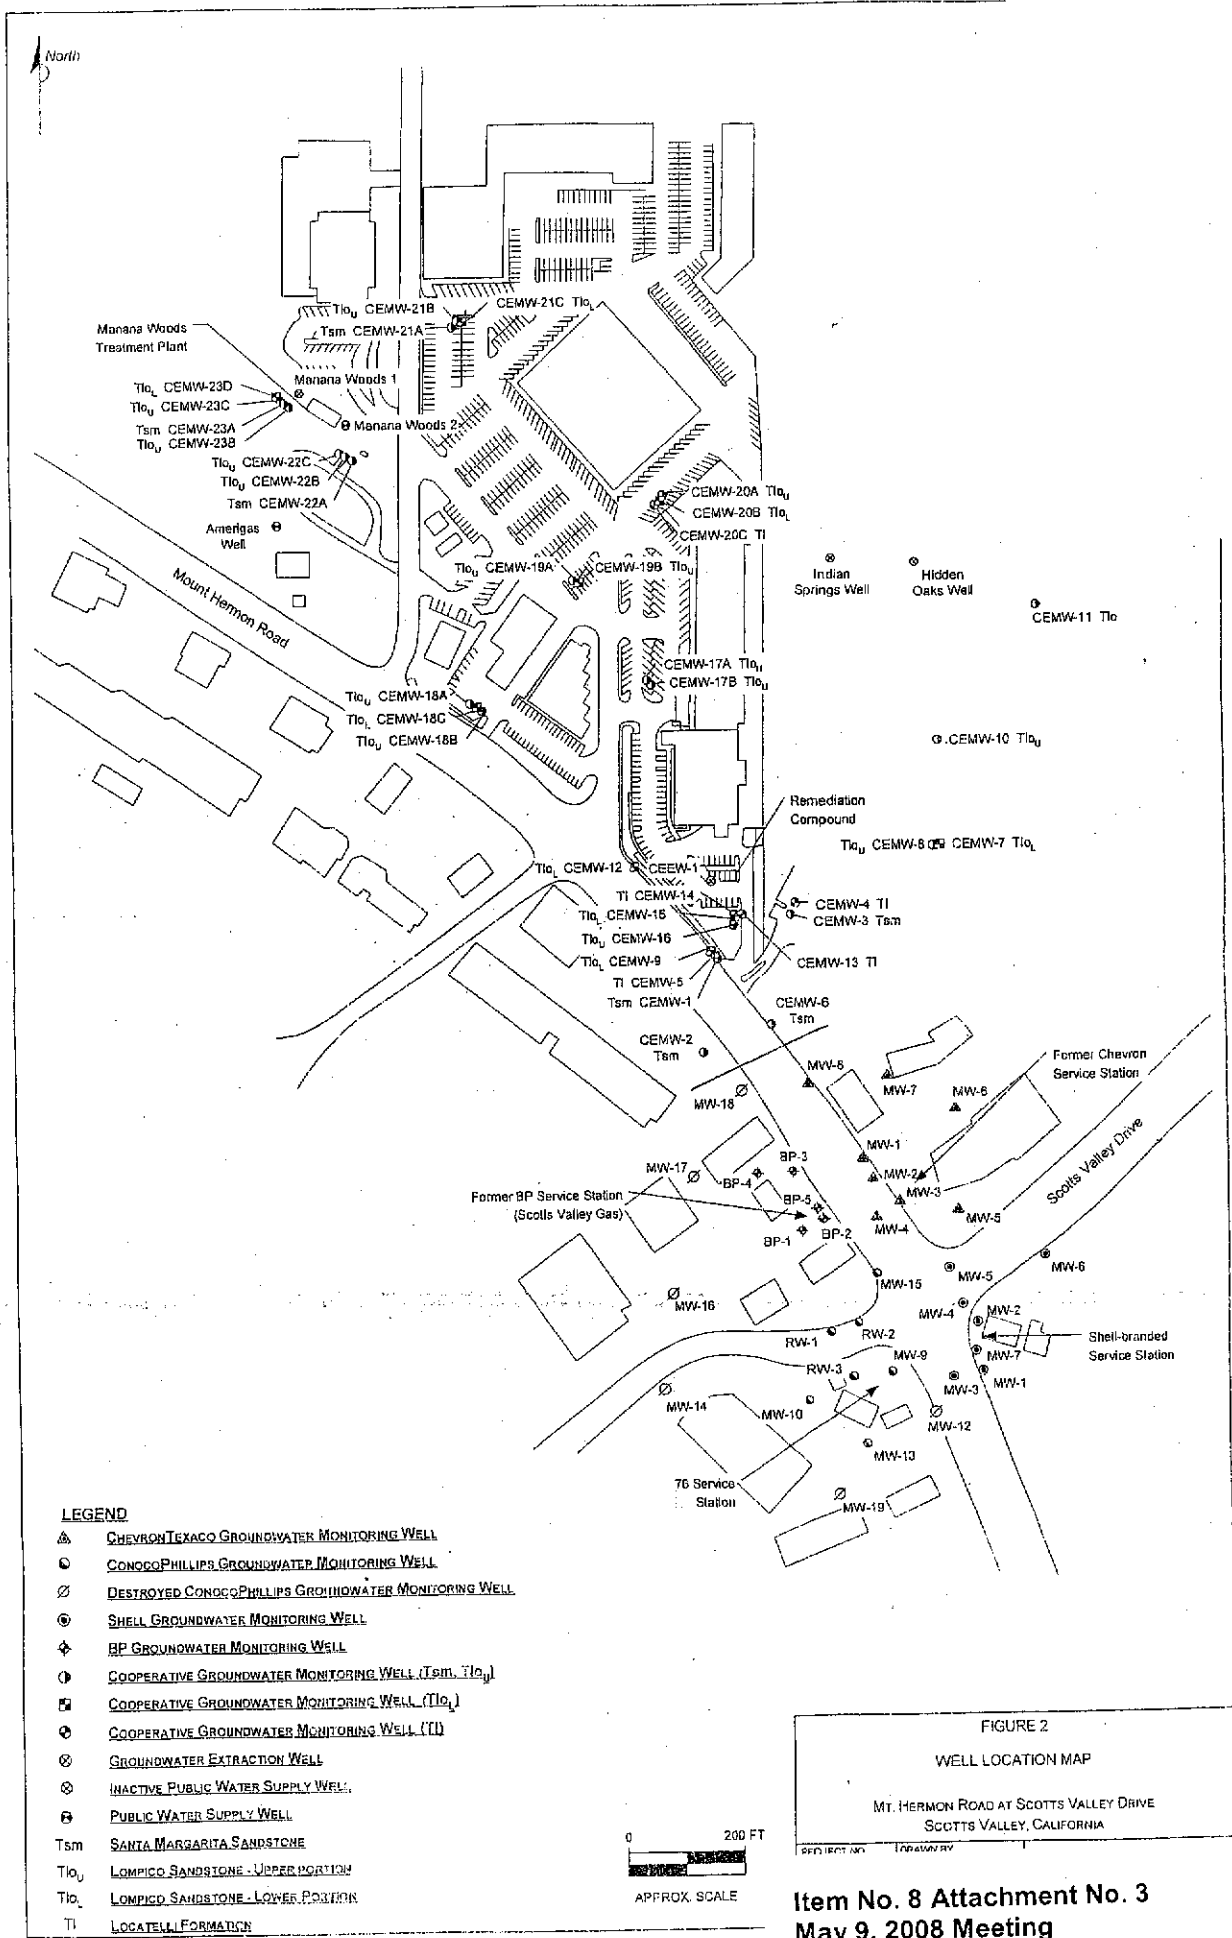 North
Tlo_U CEMW-21B
CEMW-21C Tlo_L
Tsm CEMW-21A
Manana Woods
Treatment Plant
Manana Woods 1
Tlo_L CEMW-23D
Tlo_U CEMW-23C
Tsm CEMW-23A
Tlo_U CEMW-23B
Manana Woods 2
Tlo_U CEMW-22C
Tlo_U CEMW-22B
Tsm CEMW-22A
Amerigas
Well
CEMW-20A Tlo_U
CEMW-20B Tlo_L
CEMW-20C Tl
Tlo_U CEMW-19A
CEMW-19B Tlo_U
Indian
Springs Well
Hidden
Oaks Well
CEMW-11 Tlo
Mount Hermon Road
CEMW-17A Tlo_U
CEMW-17B Tlo_U
Tlo_U CEMW-18A
Tlo_L CEMW-18C
Tlo_U CEMW-18B
CEMW-10 Tlo_U
Remediation
Compound
Tlo_U CEMW-8
CEMW-7 Tlo_L
Tlo_L CEMW-12
CEEW-1
Tl CEMW-14
Tlo_L CEMW-15
Tlo_U CEMW-16
CEMW-4 Tl
CEMW-3 Tsm
Tlo_L CEMW-9
Tl CEMW-5
Tsm CEMW-1
CEMW-13 Tl
CEMW-6
Tsm
CEMW-2
Tsm
MW-8
MW-7
MW-6
Former Chevron
Service Station
MW-18
MW-1
MW-2
MW-3
MW-4
MW-5
Scotts Valley Drive
MW-17
BP-3
BP-4
BP-5
BP-2
BP-1
Former BP Service Station
(Scotts Valley Gas)
MW-6
MW-5
MW-15
MW-4
MW-2
MW-16
RW-1
RW-2
MW-7
MW-1
MW-3
Shell-branded
Service Station
RW-3
MW-9
MW-14
MW-10
MW-12
MW-13
76 Service
Station
MW-19
LEGEND
CHEVRONTEXACO GROUNDWATER MONITORING WELL
CONOCOPHILLIPS GROUNDWATER MONITORING WELL
DESTROYED CONOCOPHILLIPS GROUNDWATER MONITORING WELL
SHELL GROUNDWATER MONITORING WELL
BP GROUNDWATER MONITORING WELL
COOPERATIVE GROUNDWATER MONITORING WELL (Tsm, Tlo_U)
COOPERATIVE GROUNDWATER MONITORING WELL (Tlo_L)
COOPERATIVE GROUNDWATER MONITORING WELL (Tl)
GROUNDWATER EXTRACTION WELL
INACTIVE PUBLIC WATER SUPPLY WELL
PUBLIC WATER SUPPLY WELL
Tsm SANTA MARGARITA SANDSTONE
Tlo_U LOMPICO SANDSTONE - UPPER PORTION
Tlo_L LOMPICO SANDSTONE - LOWER PORTION
Tl LOCATELLI FORMATION
0 200 FT
APPROX. SCALE
FIGURE 2
WELL LOCATION MAP
MT. HERMON ROAD AT SCOTTS VALLEY DRIVE
SCOTTS VALLEY, CALIFORNIA
PROJECT NO. DRAWN BY
Item No. 8 Attachment No. 3
May 9, 2008 Meeting